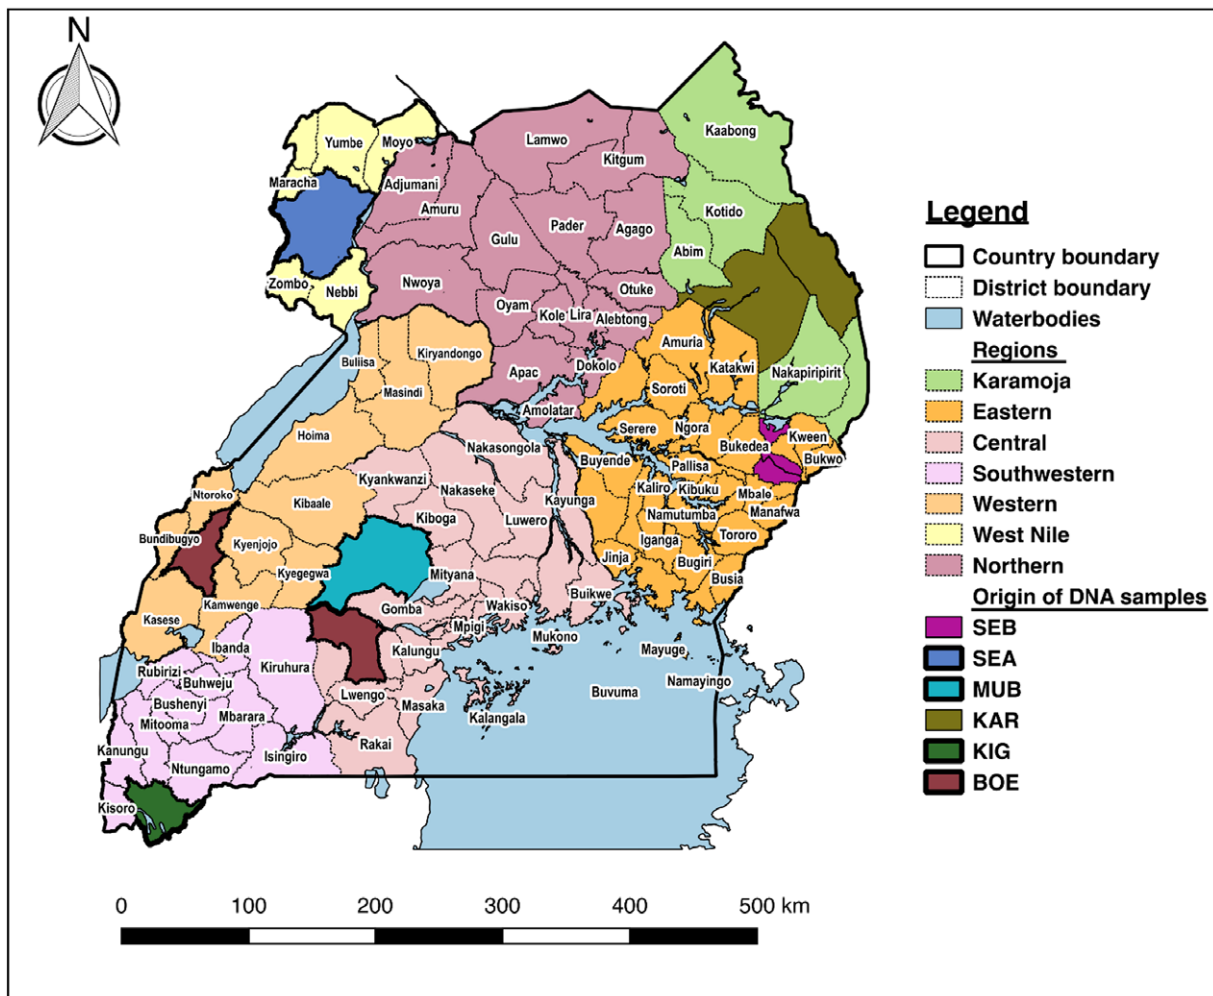 N
Kaabong
Lamwo
Yumbe
Moyo
Kitgum
Maracha
Adjumani
Amuru
Kotido
Pader
Agago
Gulu
Abim
Zombo
Nebbi
Nwoya
Otuke
Oyam
Kole
Lira
Alebtong
Amuria
Buliisa
Kiryandongo
Katakwi
Dokolo
Apac
Nakapiripirit
Masindi
Soroti
Amolatar
Serere
Ngora
Hoima
Nakasongola
Bukedea
Kween
Bukwo
Buyende
Pallisa
Kyankwanzi
Nakaseke
Kaliro
Kibuku
Mbale
Ntoroko
Kibaale
Kayunga
Manafwa
Kiboga
Luwero
Namutumba
Tororo
Bundibugyo
Kyenjojo
Iganga
Jinja
Bugiri
Kyegegwa
Mityana
Busia
Buikwe
Kamwenge
Gomba
Wakiso
Kasese
Mpigi
Mukono
Ibanda
Kalungu
Mayuge
Rubirizi
Kiruhura
Namayingo
Buhweju
Lwengo
Buvuma
Bushenyi
Masaka
Mbarara
Kalangala
Mitooma
Kanungu
Rakai
Isingiro
Ntungamo
Kisoro
Legend
Country boundary
District boundary
Waterbodies
Regions
Karamoja
Eastern
Central
Southwestern
Western
West Nile
Northern
Origin of DNA samples
SEB
SEA
MUB
KAR
KIG
BOE
0 100 200 300 400 500 km